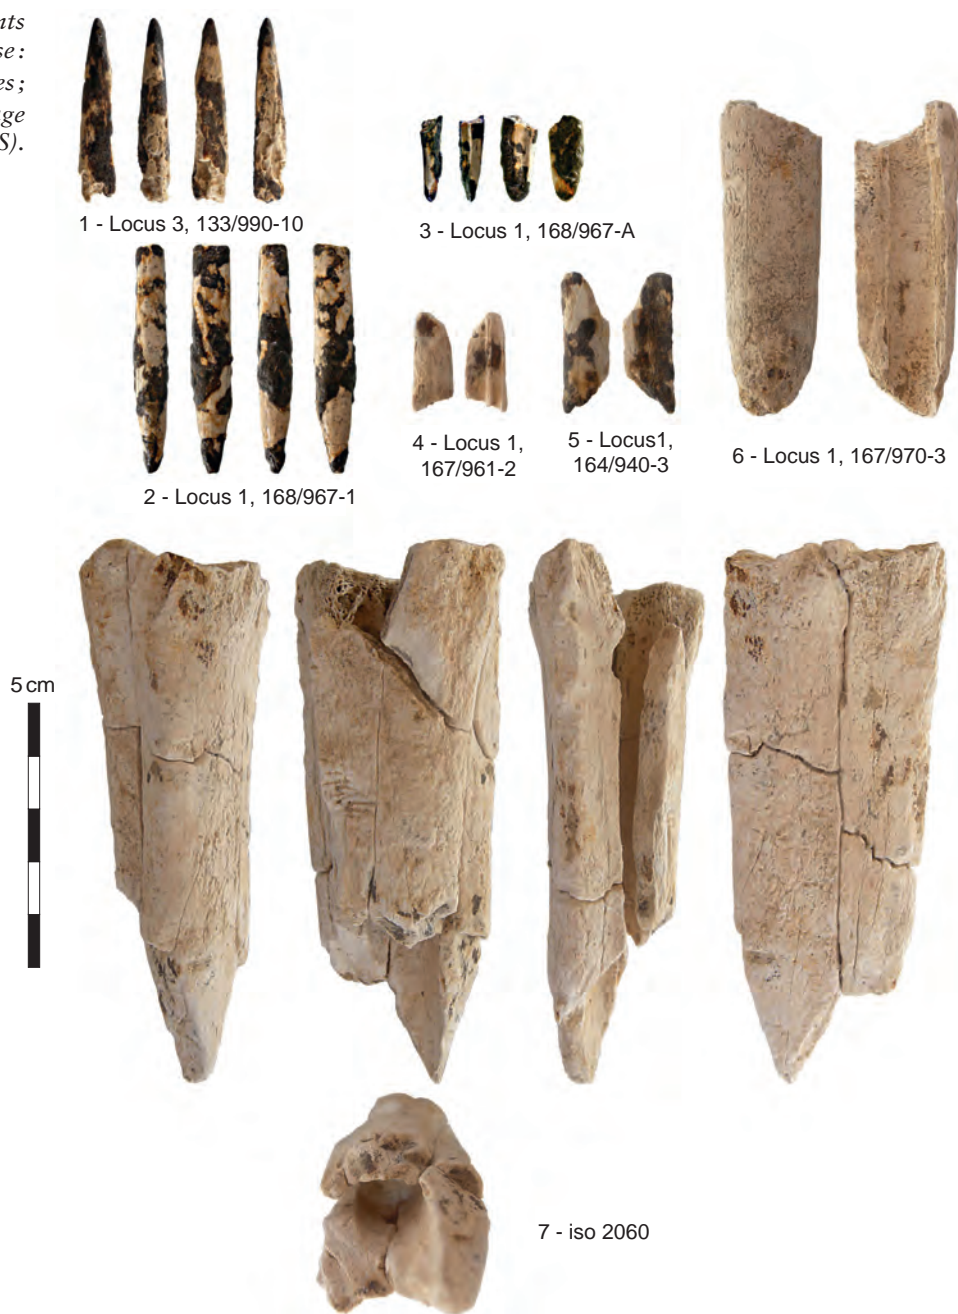 se :
es ;
S).
1 - Locus 3, 133/990-10
3 - Locus 1, 168/967-A
4 - Locus 1,
167/961-2
5 - Locus1,
164/940-3
6 - Locus 1, 167/970-3
2 - Locus 1, 168/967-1
5 cm
7 - iso 2060